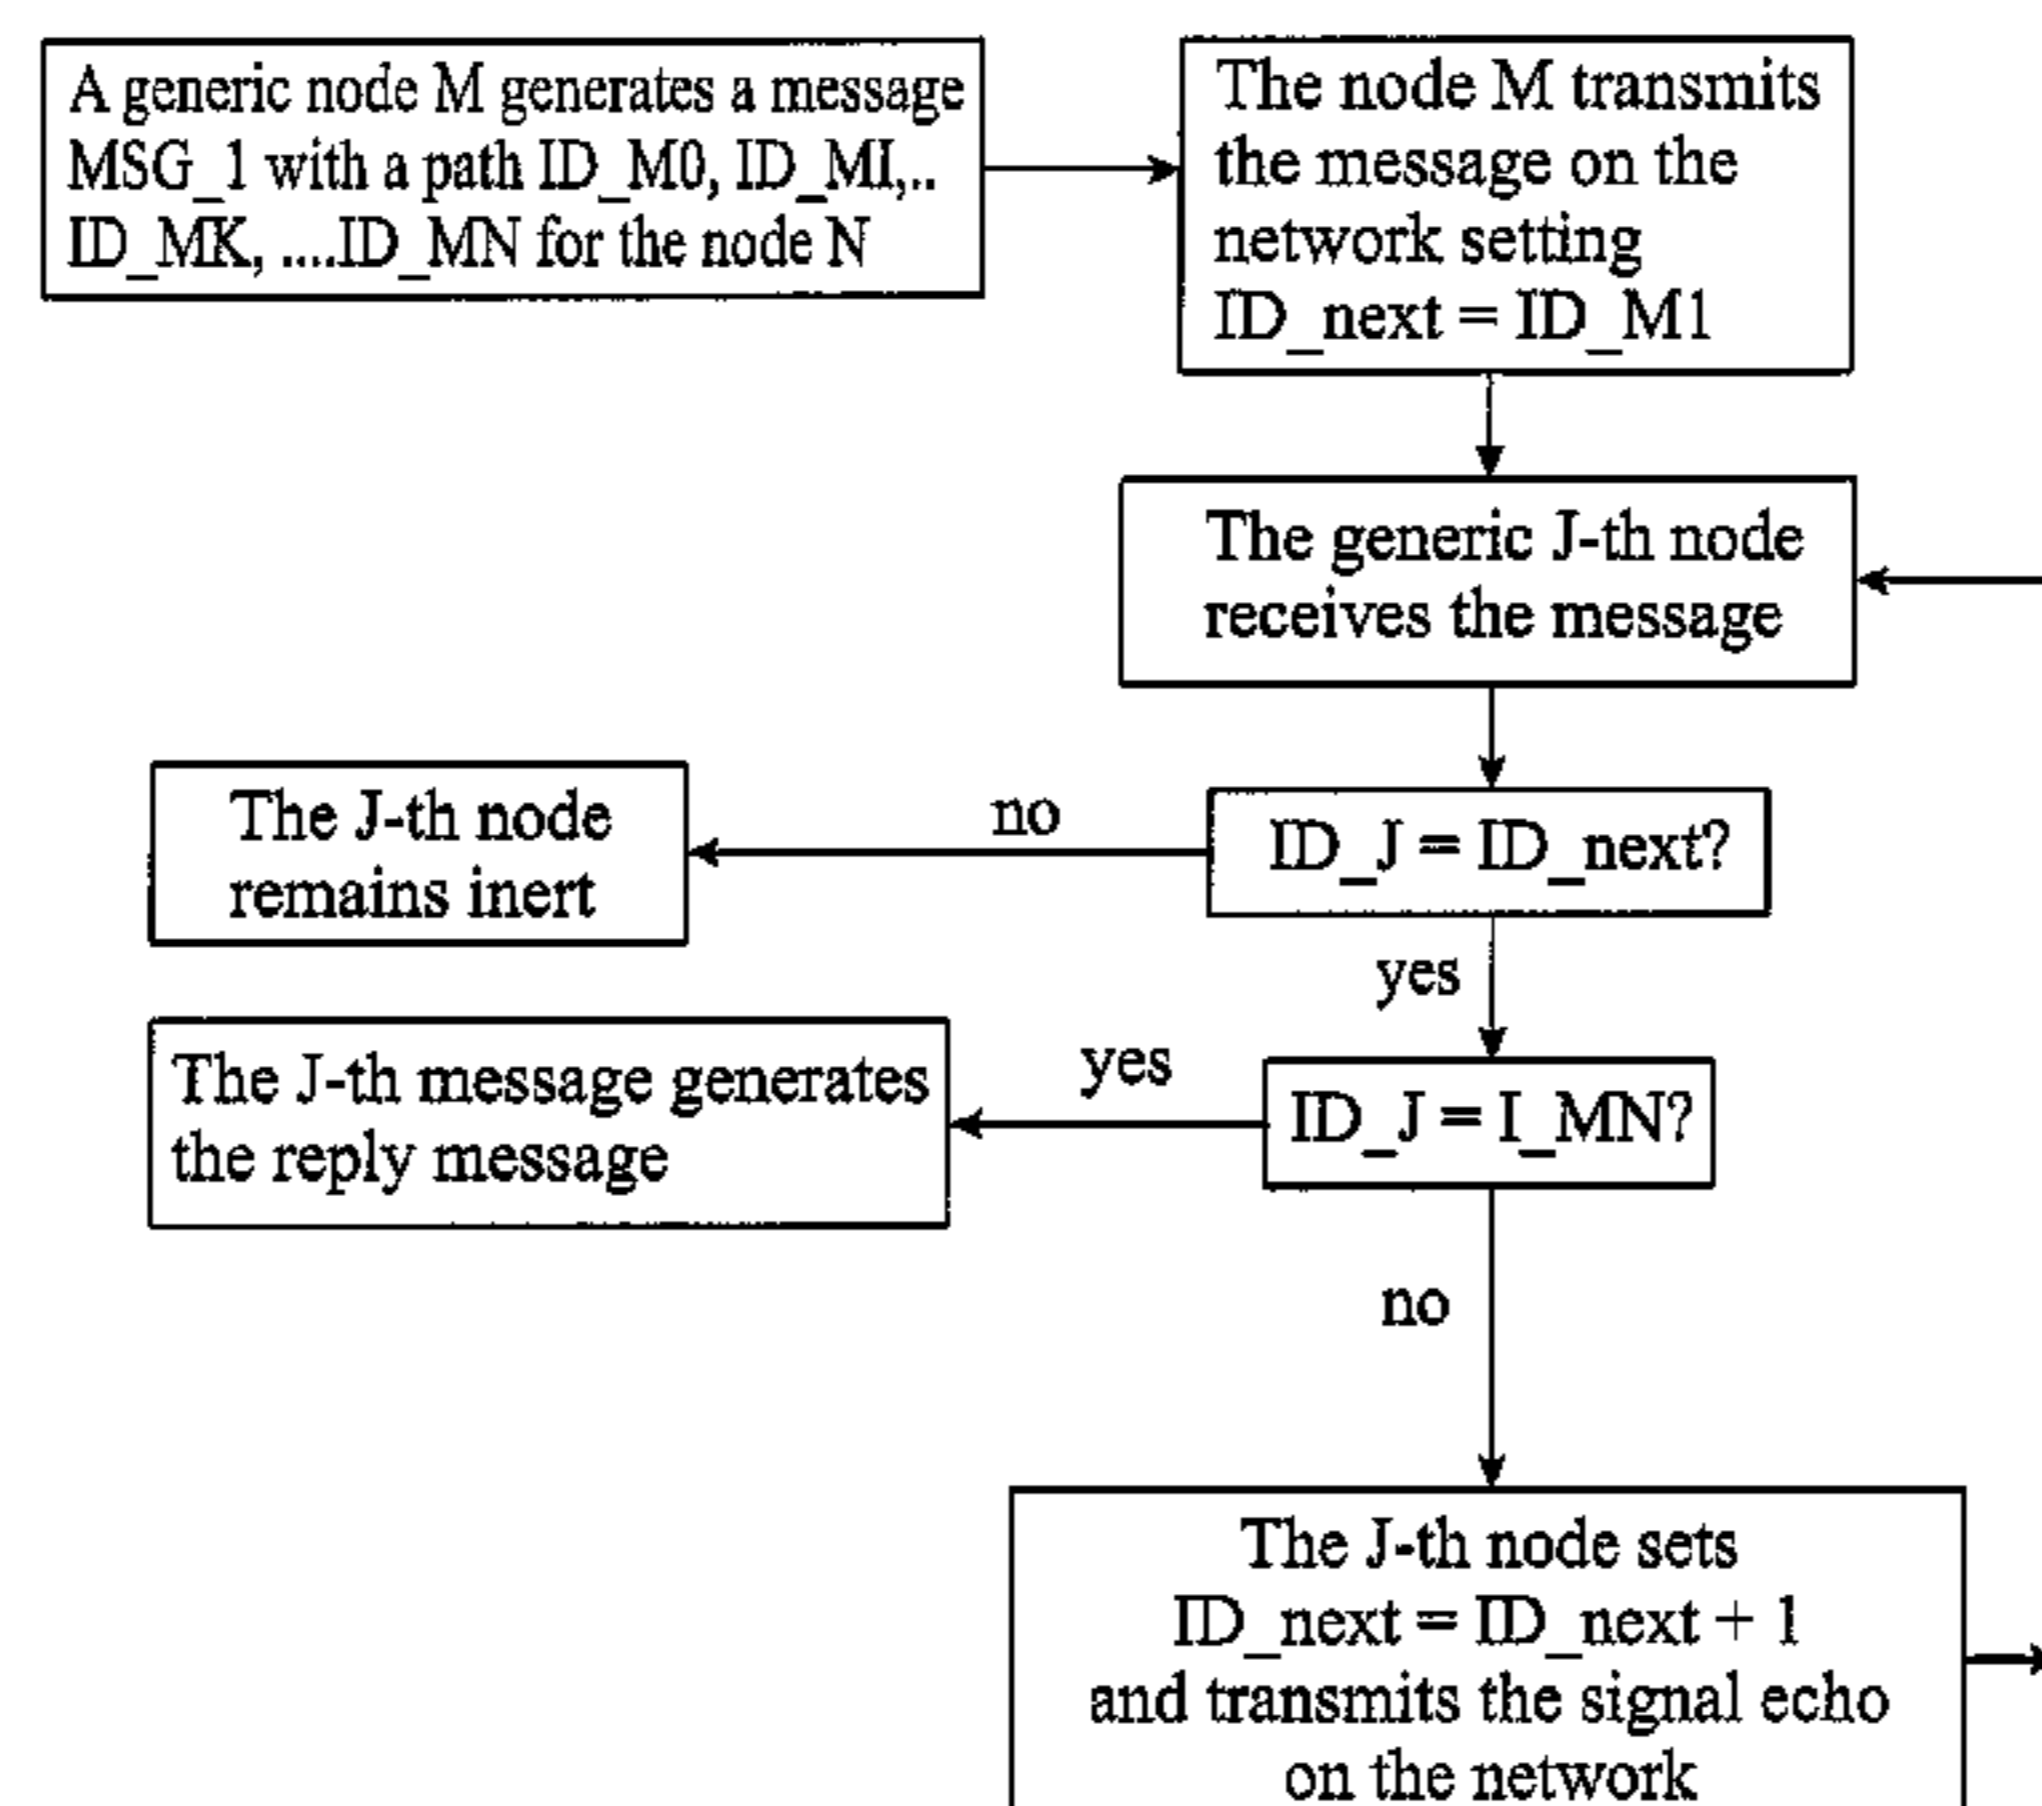 A generic node M generates a message
MSG_1 with a path ID_M0, ID_MI,..
ID_MK, ....ID_MN for the node N
The node M transmits
the message on the
network setting
ID_next = ID_M1
The generic J-th node
receives the message
ID_J = ID_next?
no
The J-th node
remains inert
yes
ID_J = I_MN?
yes
The J-th message generates
the reply message
no
The J-th node sets
ID_next = ID_next + 1
and transmits the signal echo
on the network